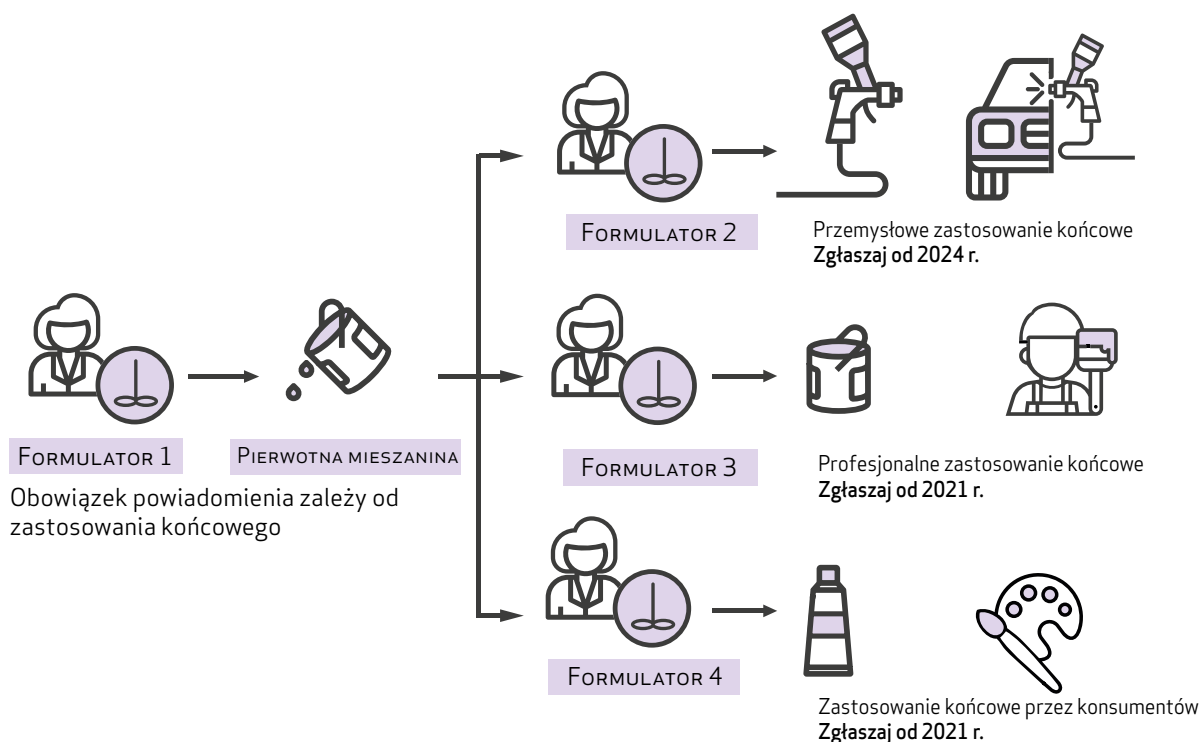 FORMULATOR 1
PIERWOTNA MIESZANINA
Obowiązek powiadomienia zależy od
zastosowania końcowego
FORMULATOR 2
Przemysłowe zastosowanie końcowe
Zgłaszaj od 2024 r.
FORMULATOR 3
Profesjonalne zastosowanie końcowe
Zgłaszaj od 2021 r.
FORMULATOR 4
Zastosowanie końcowe przez konsumentów
Zgłaszaj od 2021 r.